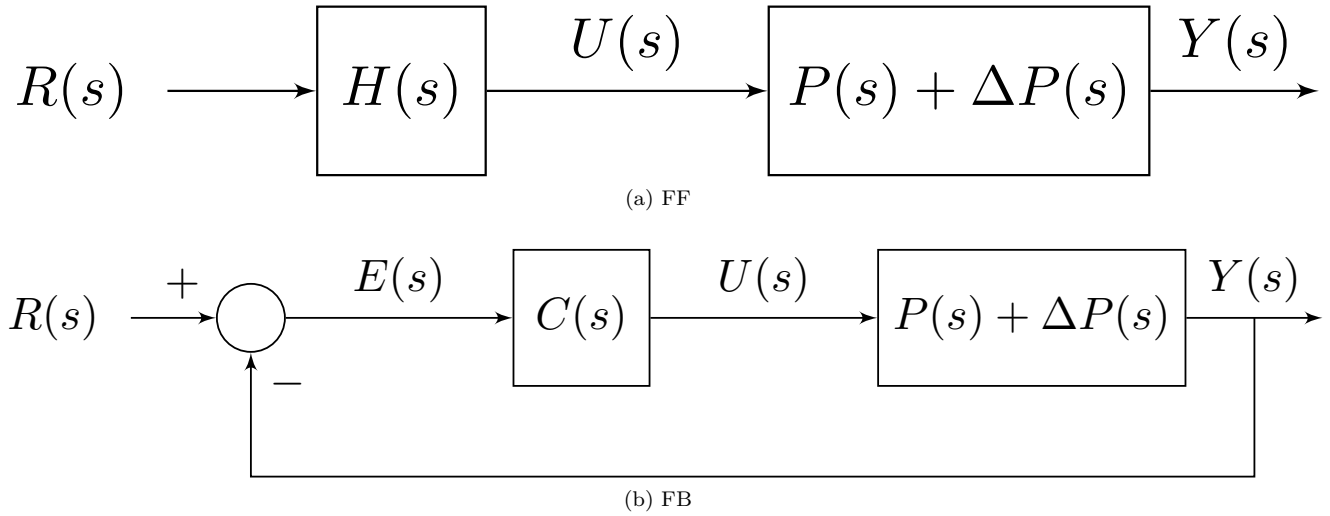 R(s) H(s) U(s) P(s) + ΔP(s) Y(s)
(a) FF
R(s) + − E(s) C(s) U(s) P(s) + ΔP(s) Y(s)
(b) FB